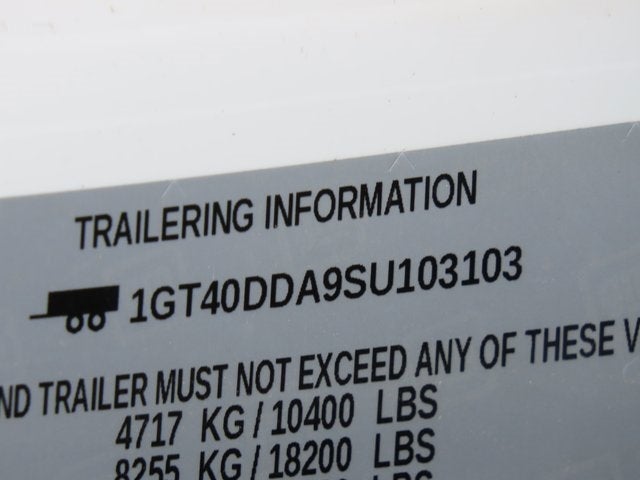 TRAILERING INFORMATION
1GT40DDA9SU103103
ND TRAILER MUST NOT EXCEED ANY OF THESE V
4717 KG / 10400 LBS
8255 KG / 18200 LBS